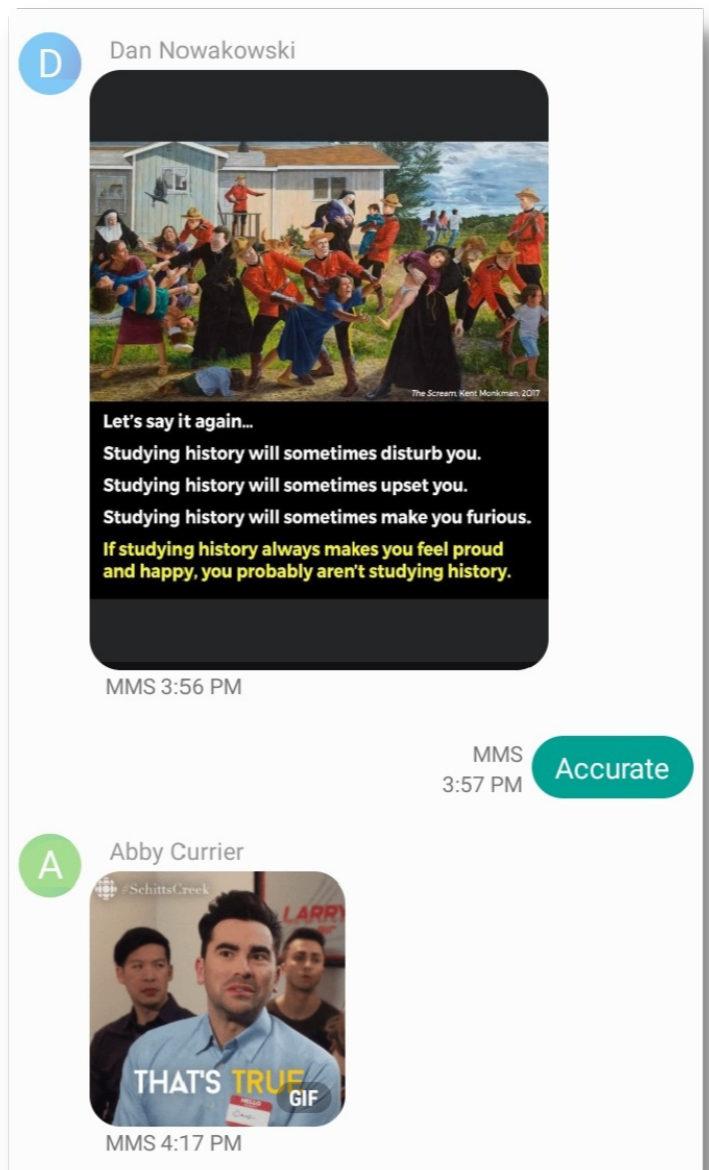 D
Dan Nowakowski
The Scream, Kent Monkman, 2017
Let's say it again...
Studying history will sometimes disturb you.
Studying history will sometimes upset you.
Studying history will sometimes make you furious.
If studying history always makes you feel proud
and happy, you probably aren't studying history.
MMS 3:56 PM
MMS
3:57 PM
Accurate
A
Abby Currier
#SchittsCreek
LARRY
THAT'S TRUE
GIF
HELLO
MMS 4:17 PM